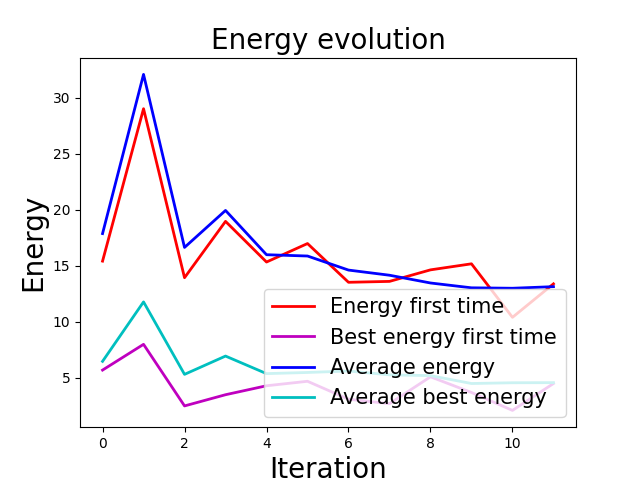 Energy evolution
Energy
30
25
20
15
10
5
Energy first time
Best energy first time
Average energy
Average best energy
0 2 4 6 8 10
Iteration